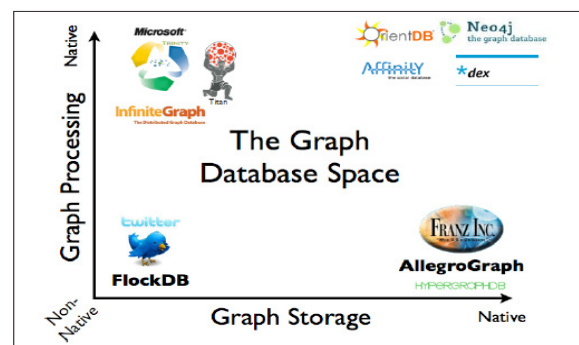 Native
Graph Processing
Non-
Native
Microsoft
TRINITY
Titan
InfiniteGraph
The Distributed Graph Database
OrientDB
Neo4j
the graph database
Affinity
*dex
The Graph
Database Space
twitter
FlockDB
FRANZ INC.
AllegroGraph
HYPERGRAPHDB
Graph Storage
Native